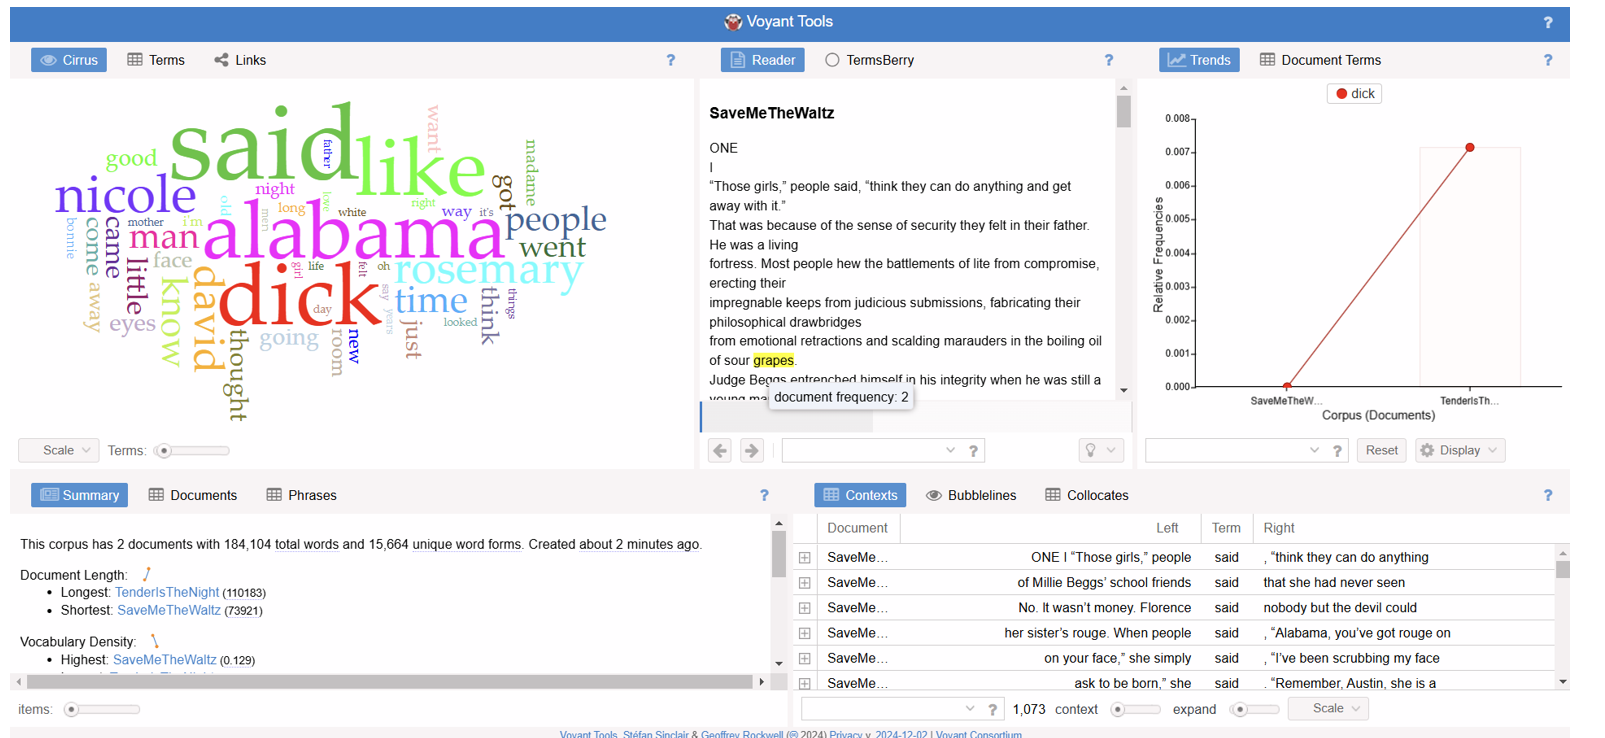 Voyant Tools
?
Cirrus Terms Links ?
Reader TermsBerry ?
Trends Document Terms ?
said
like
alabama
dick
nicole
rosemary
people
david
man
time
went
know
good
want
father
madame
night
got
old
love
right
long
men
white
way
it's
mother
i'm
bonnie
come
came
face
little
girl
life
felt
oh
away
eyes
say
day
years
looked
think
things
thought
going
room
new
just
Scale Terms:
SaveMeTheWaltz
ONE
I
“Those girls,” people said, “think they can do anything and get
away with it.”
That was because of the sense of security they felt in their father.
He was a living
fortress. Most people hew the battlements of lite from compromise,
erecting their
impregnable keeps from judicious submissions, fabricating their
philosophical drawbridges
from emotional retractions and scalding marauders in the boiling oil
of sour grapes.
Judge Beggs entrenched himself in his integrity when he was still a
young ma
document frequency: 2
?
dick
0.008
0.007
0.006
0.005
0.004
0.003
0.002
0.001
0.000
Relative Frequencies
SaveMeTheW... TenderIsTh...
Corpus (Documents)
? Reset Display
Summary Documents Phrases ?
This corpus has 2 documents with 184,104 total words and 15,664 unique word forms. Created about 2 minutes ago.
Document Length:
• Longest: TenderIsTheNight (110183)
• Shortest: SaveMeTheWaltz (73921)
Vocabulary Density:
• Highest: SaveMeTheWaltz (0.129)
items:
Contexts Bubblelines Collocates ?
Document Left Term Right
SaveMe... ONE I “Those girls,” people said , “think they can do anything
SaveMe... of Millie Beggs’ school friends said that she had never seen
SaveMe... No. It wasn’t money. Florence said nobody but the devil could
SaveMe... her sister’s rouge. When people said , “Alabama, you’ve got rouge on
SaveMe... on your face,” she simply said , “I’ve been scrubbing my face
SaveMe... ask to be born,” she said . “Remember, Austin, she is a
? 1,073 context expand Scale
Voyant Tools, Stéfan Sinclair & Geoffrey Rockwell (© 2024) Privacy v. 2024-12-02 | Voyant Consortium